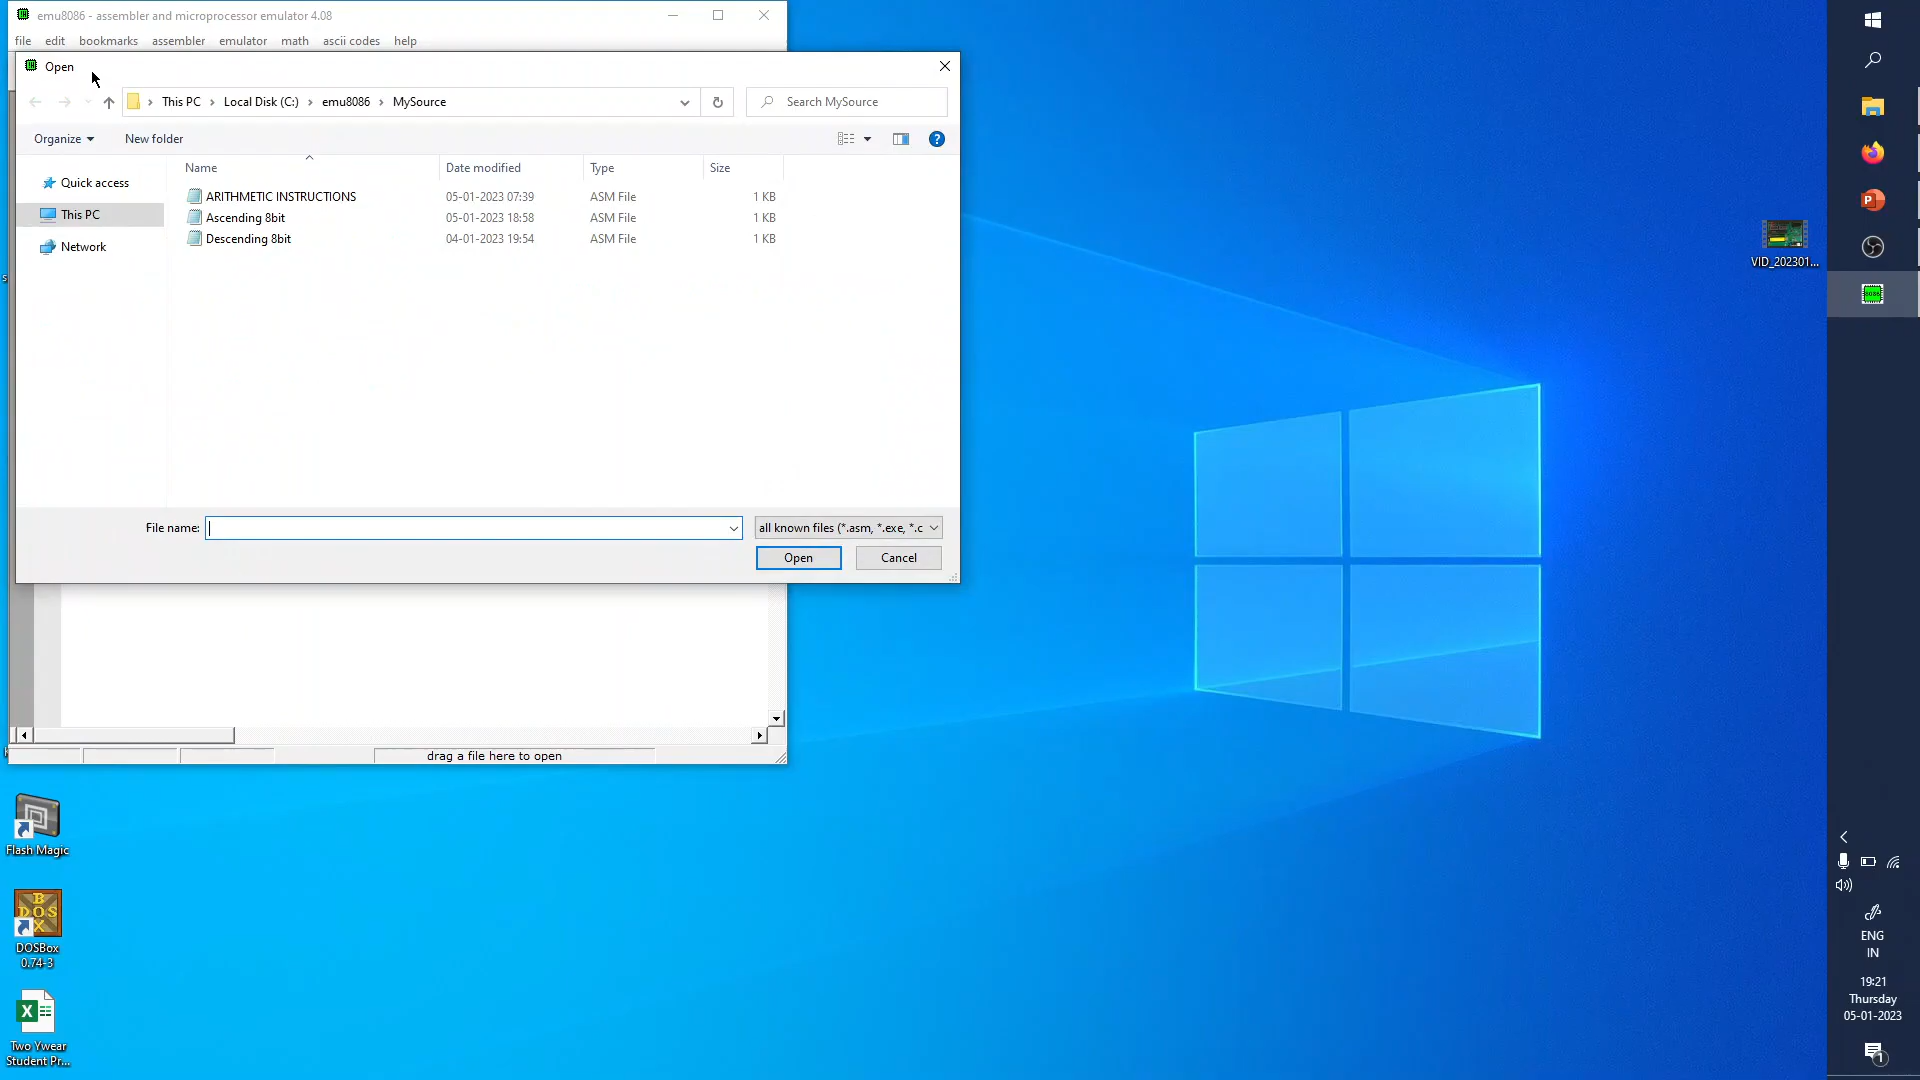 emu8086 - assembler and microprocessor emulator 4.08
file edit bookmarks assembler emulator math ascii codes help
Open
This PC Local Disk (C:) emu8086 MySource
Search MySource
Organize New folder
Name Date modified Type Size
Quick access
This PC
Network
ARITHMETIC INSTRUCTIONS 05-01-2023 07:39 ASM File 1 KB
Ascending 8bit 05-01-2023 18:58 ASM File 1 KB
Descending 8bit 04-01-2023 19:54 ASM File 1 KB
File name: all known files (*.asm, *.exe, *.c
Open Cancel
drag a file here to open
VID_202301...
Flash Magic
DOSBox
0.74-3
Two Ywear
Student Pr...
ENG
IN
19:21
Thursday
05-01-2023
1